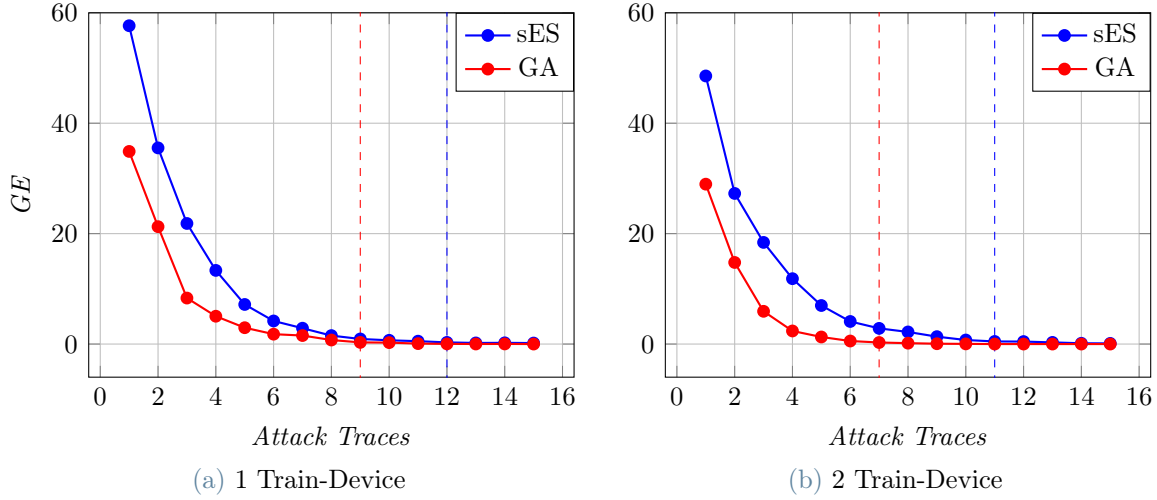 60
40
20
0
GE
0 2 4 6 8 10 12 14 16
Attack Traces
sES
GA
(a) 1 Train-Device
60
40
20
0
0 2 4 6 8 10 12 14 16
Attack Traces
sES
GA
(b) 2 Train-Device